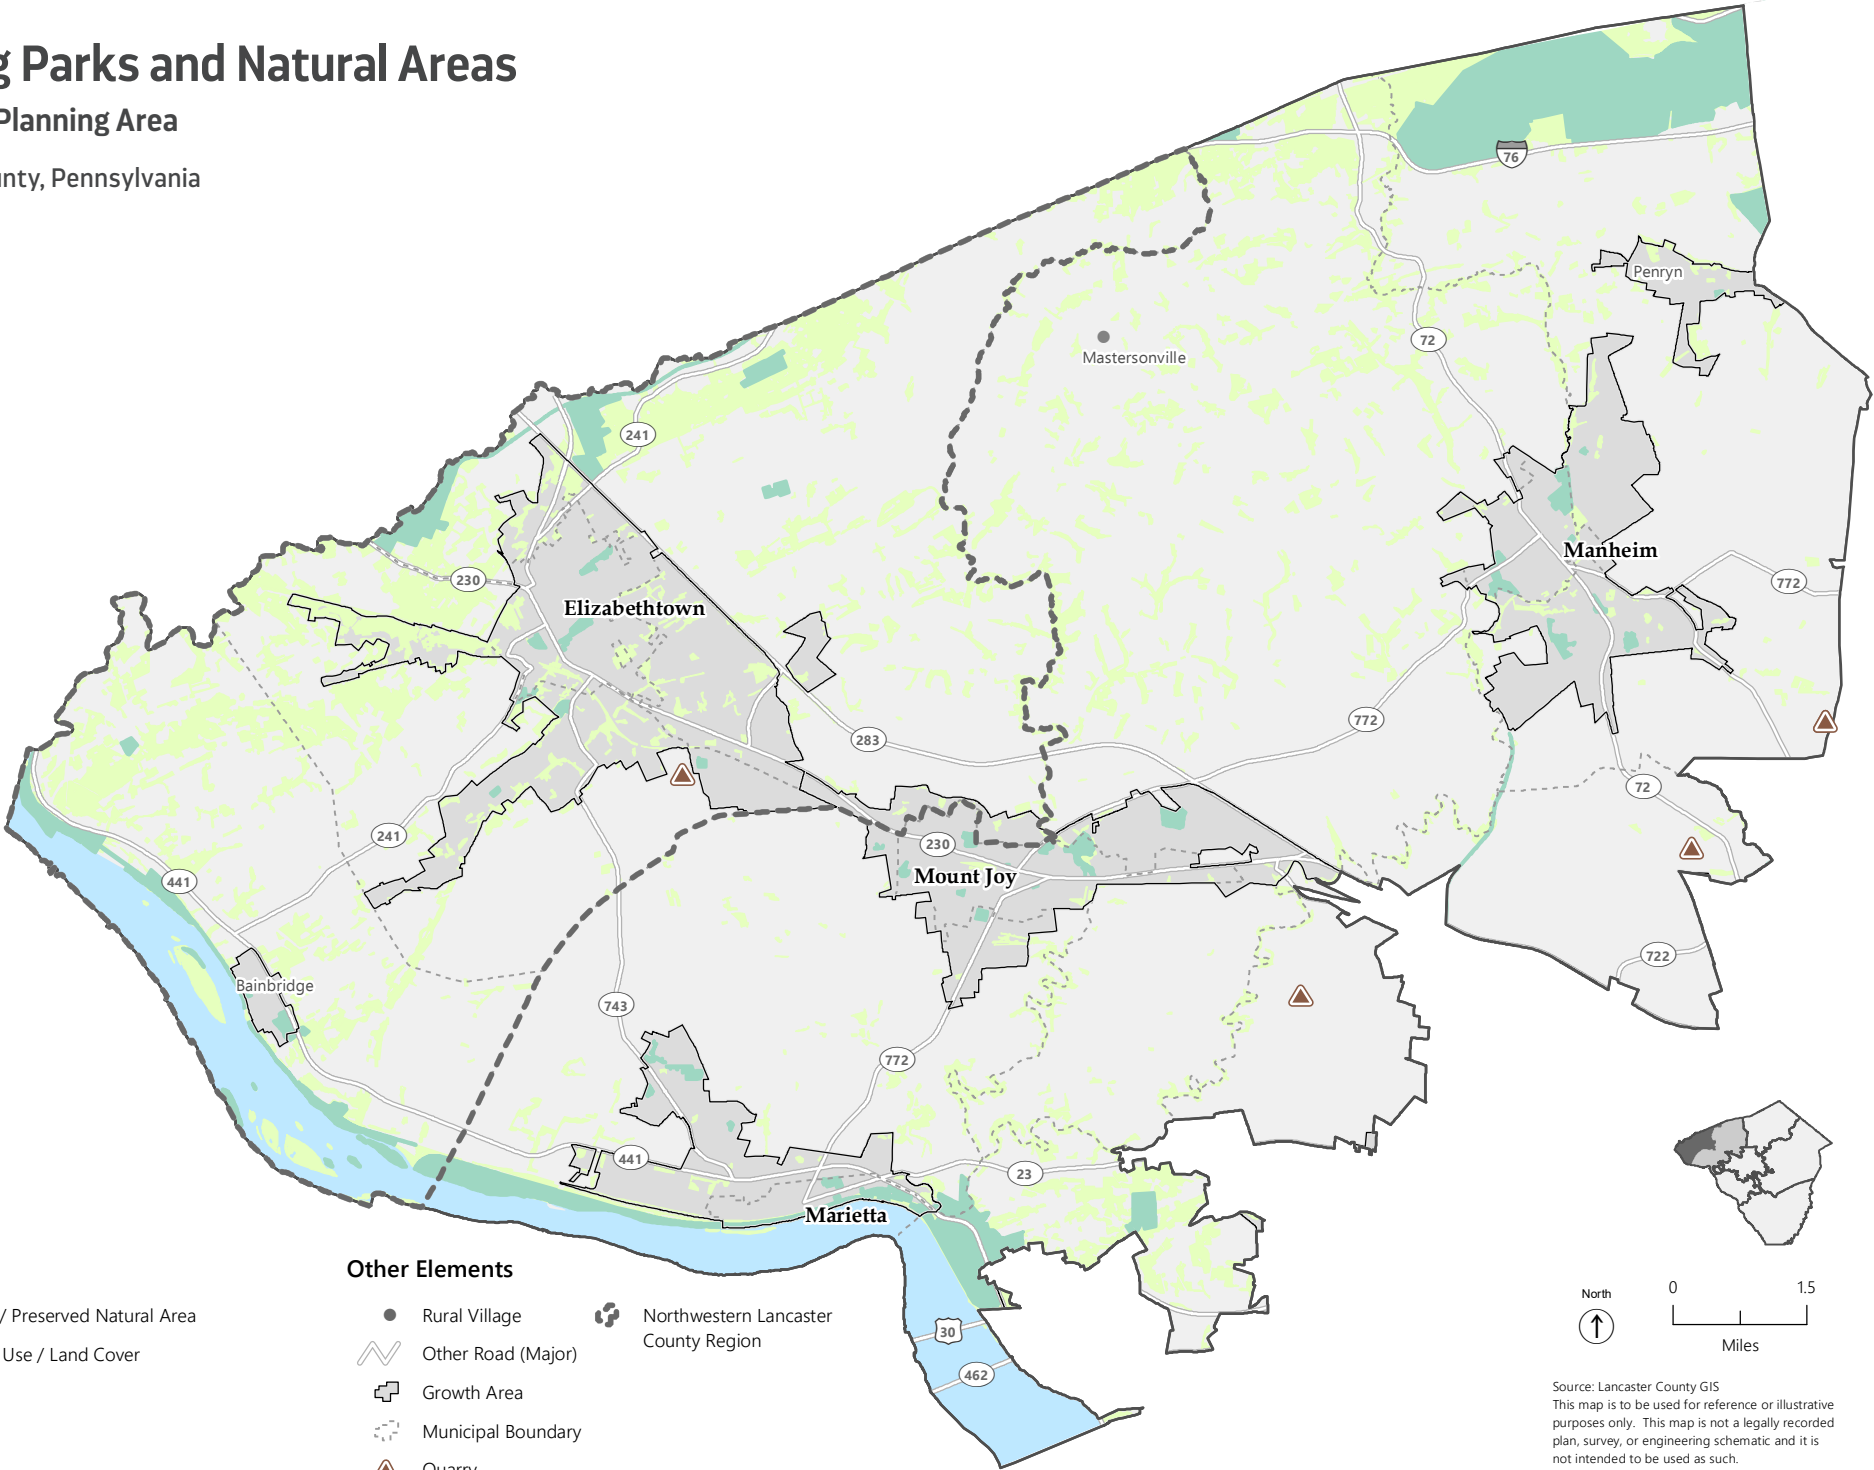 Parks and Natural Areas
Planning Area
Pennsylvania
76
Penryn
72
Mastersonville
241
Manheim
230
772
Elizabethtown
772
283
72
241
230
441
Mount Joy
722
Bainbridge
743
772
441
23
Marietta
Other Elements
/ Preserved Natural Area
Rural Village
Northwestern Lancaster
County Region
Use / Land Cover
Other Road (Major)
Growth Area
Municipal Boundary
30
462
North
0
1.5
Miles
Source: Lancaster County GIS
This map is to be used for reference or illustrative
purposes only. This map is not a legally recorded
plan, survey, or engineering schematic and it is
not intended to be used as such.